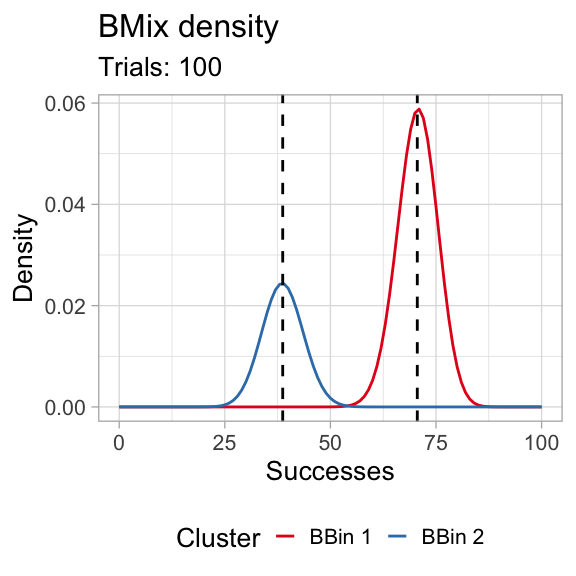 BMix density
Trials: 100
0.06
0.04
0.02
0.00
Density
0 25 50 75 100
Successes
Cluster BBin 1 BBin 2